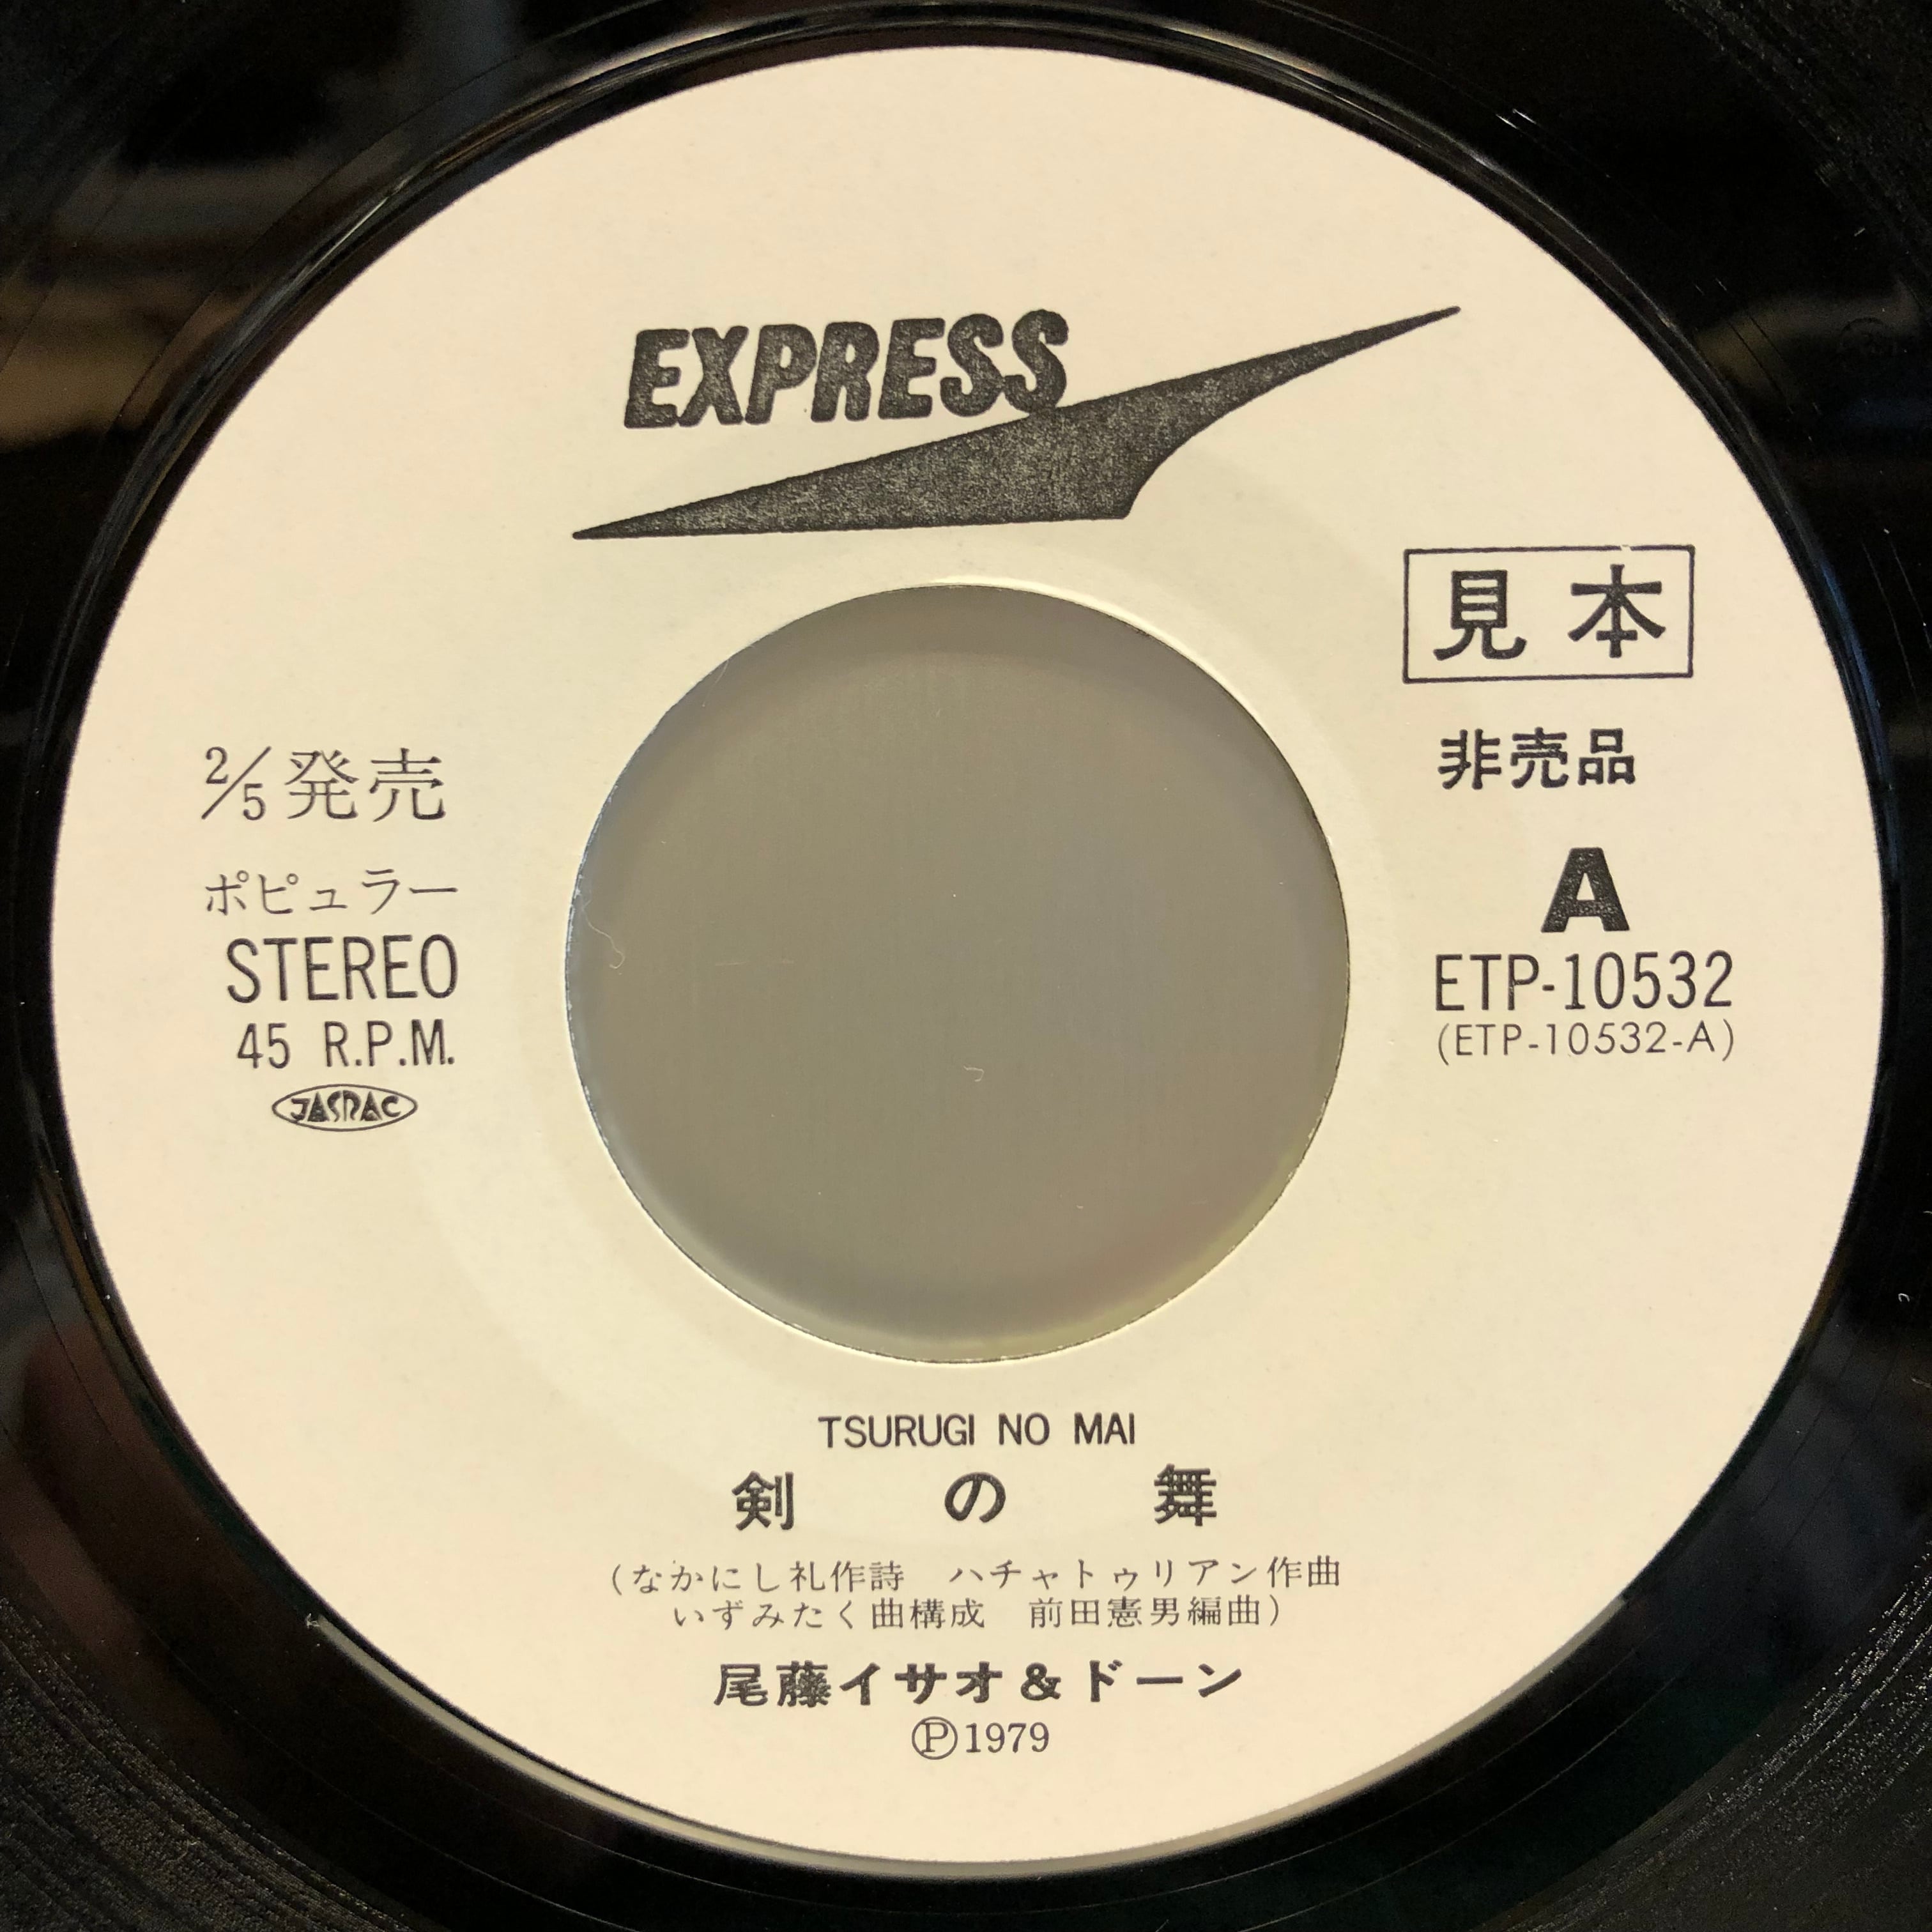 EXPRESS
見本
非売品
2/5発売
ポピュラー
STEREO
45 R.P.M.
JASRAC
A
ETP-10532
(ETP-10532-A)
TSURUGI NO MAI
剣の舞
(なかにし礼作詩 ハチャトゥリアン作曲
いずみたく曲構成 前田憲男編曲)
尾藤イサオ&ドーン
Ⓟ1979